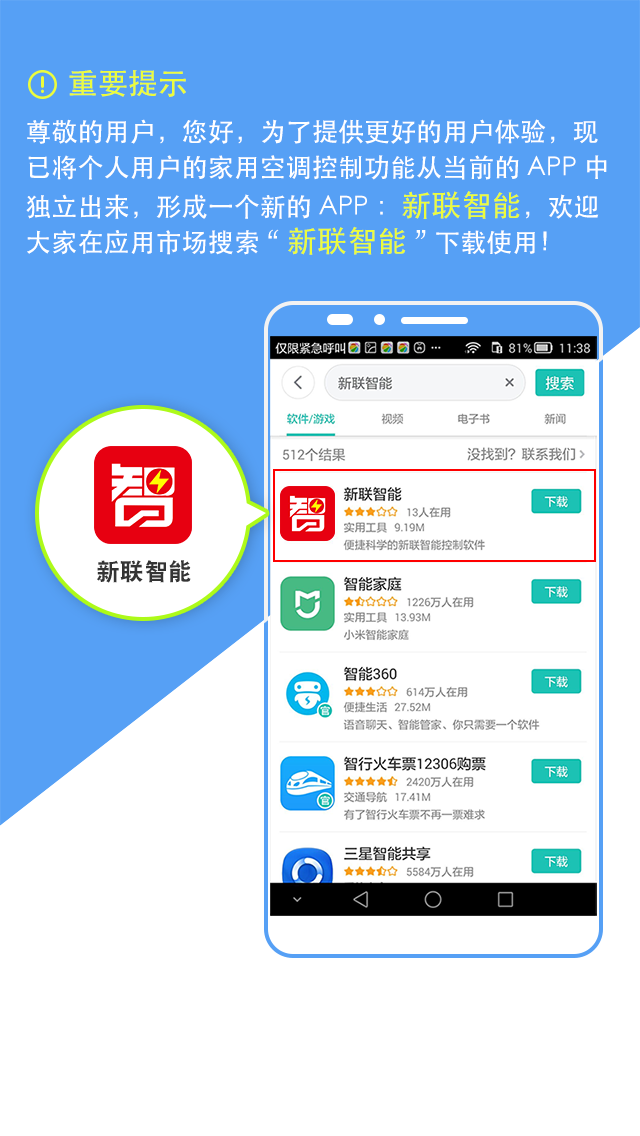 重要提示
尊敬的用户，您好，为了提供更好的用户体验，现
已将个人用户的家用空调控制功能从当前的 APP 中
独立出来，形成一个新的 APP ：新联智能，欢迎
大家在应用市场搜索“新联智能”下载使用！
仅限紧急呼叫 81% 11:38
新联智能 × 搜索
软件/游戏 视频 电子书 新闻
512个结果 没找到？联系我们 >
智
新联智能
智
新联智能
13人在用
下载
实用工具 9.19M
便捷科学的新联智能控制软件
智能家庭
1226万人在用
下载
实用工具 13.93M
小米智能家庭
智能360
614万人在用
下载
官
便捷生活 27.52M
语音聊天、智能管家、你只需要一个软件
智行火车票12306购票
2420万人在用
下载
官
交通导航 17.41M
有了智行火车票不再一票难求
三星智能共享
5584万人在用
下载